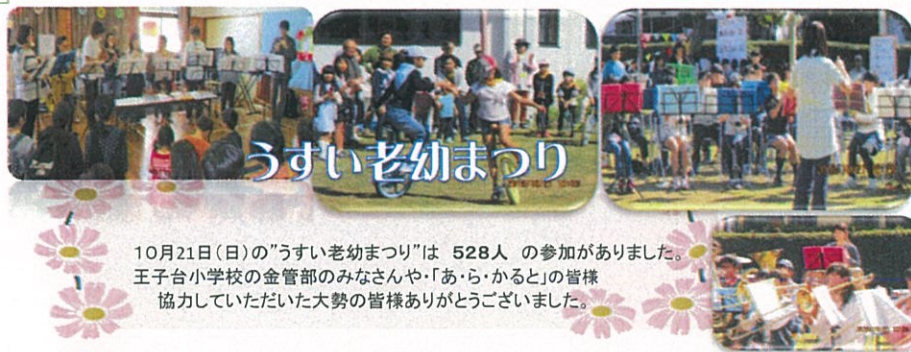 うすい老幼まつり
10月21日(日)の”うすい老幼まつり”は 528人 の参加がありました。
王子台小学校の金管部のみなさんや・「あ・ら・かると」の皆様
協力していただいた大勢の皆様ありがとうございました。